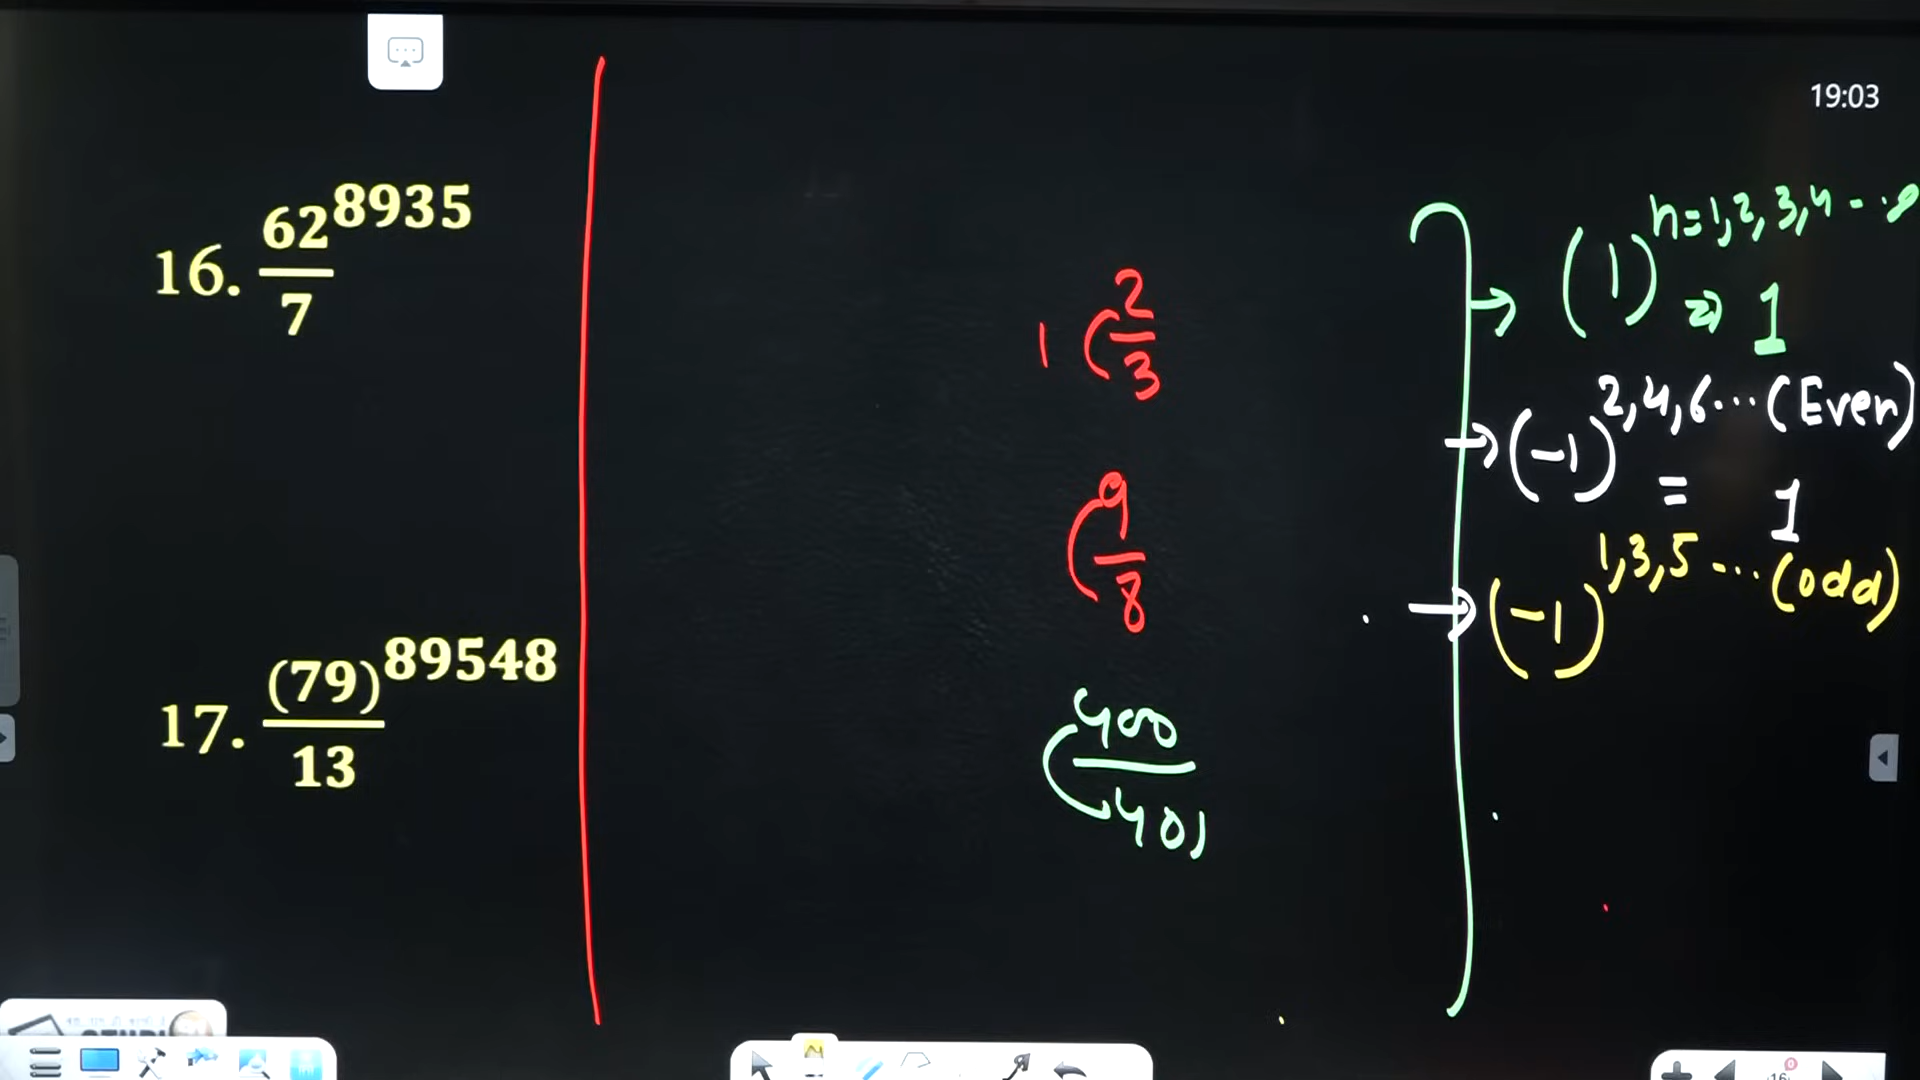 19:03
16. 62^8935 / 7
17. (79)^89548 / 13
1 2/3
9/8
400/401
→ (1)^n=1,2,3,4 ⇒ 1
→ (-1)^2,4,6...(Even) = 1
→ (-1)^1,3,5...(odd)
16